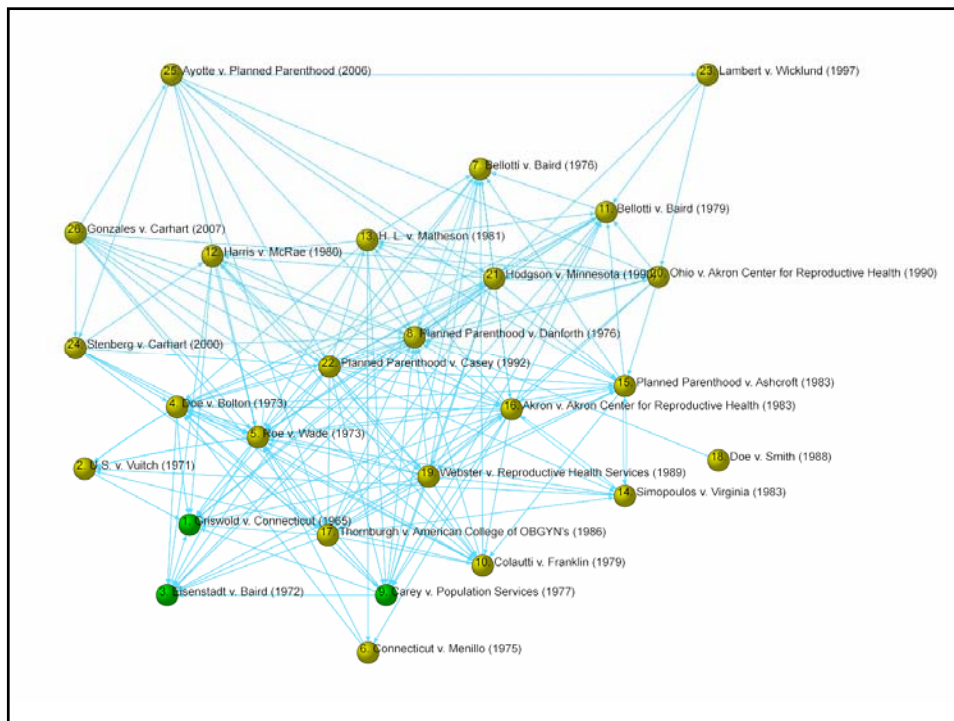 25. Ayotte v. Planned Parenthood (2006)
23. Lambert v. Wicklund (1997)
7. Bellotti v. Baird (1976)
11. Bellotti v. Baird (1979)
26. Gonzales v. Carhart (2007)
13. H. L. v. Matheson (1981)
12. Harris v. McRae (1980)
21. Hodgson v. Minnesota (1990)
20. Ohio v. Akron Center for Reproductive Health (1990)
8. Planned Parenthood v. Danforth (1976)
24. Stenberg v. Carhart (2000)
22. Planned Parenthood v. Casey (1992)
15. Planned Parenthood v. Ashcroft (1983)
4. Doe v. Bolton (1973)
16. Akron v. Akron Center for Reproductive Health (1983)
5. Roe v. Wade (1973)
18. Doe v. Smith (1988)
2. U.S. v. Vuitch (1971)
19. Webster v. Reproductive Health Services (1989)
14. Simopoulos v. Virginia (1983)
1. Griswold v. Connecticut (1965)
17. Thornburgh v. American College of OBGYN's (1986)
10. Colautti v. Franklin (1979)
3. Eisenstadt v. Baird (1972)
9. Carey v. Population Services (1977)
6. Connecticut v. Menillo (1975)